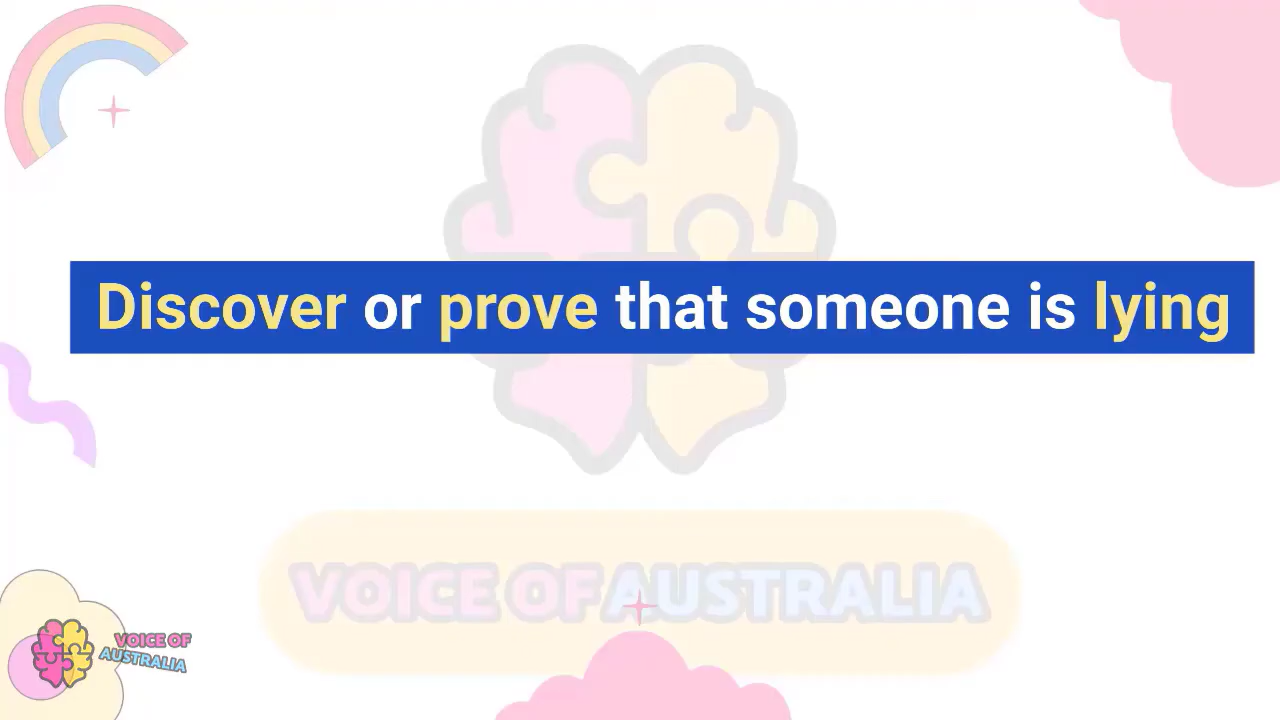 Discover or prove that someone is lying
VOICE OF AUSTRALIA
VOICE OF
AUSTRALIA